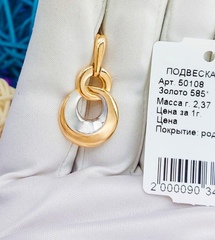 ПОДВЕСКА
Арт. 50108
Золото 585°
Масса г. 2,37
Цена за 1г.
Цена
Покрытие: род
2 000090 34